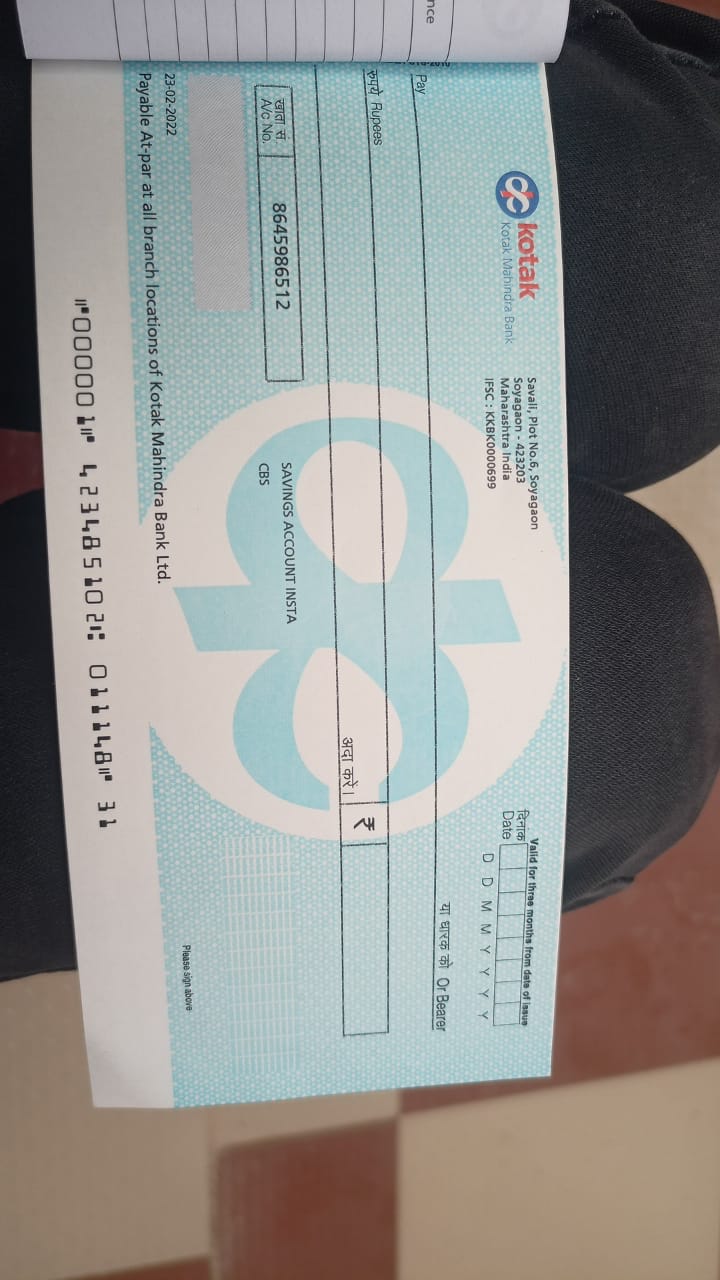 nce
kotak
Kotak Mahindra Bank
Savali, Plot No.6, Soyagaon
Soyagaon - 423203
Maharashtra India
IFSC : KKBK0000699
Valid for three months from date of issue
दिनांक
Date
D D M M Y Y Y Y
Pay
या धारक को Or Bearer
रुपये Rupees
अदा करें।
₹
खाता सं.
A/c No.
8645986512
SAVINGS ACCOUNT INSTA
CBS
Please sign above
23-02-2022
Payable At-par at all branch locations of Kotak Mahindra Bank Ltd.
⑈000001⑈ 423485102⑆ 011148⑈ 31